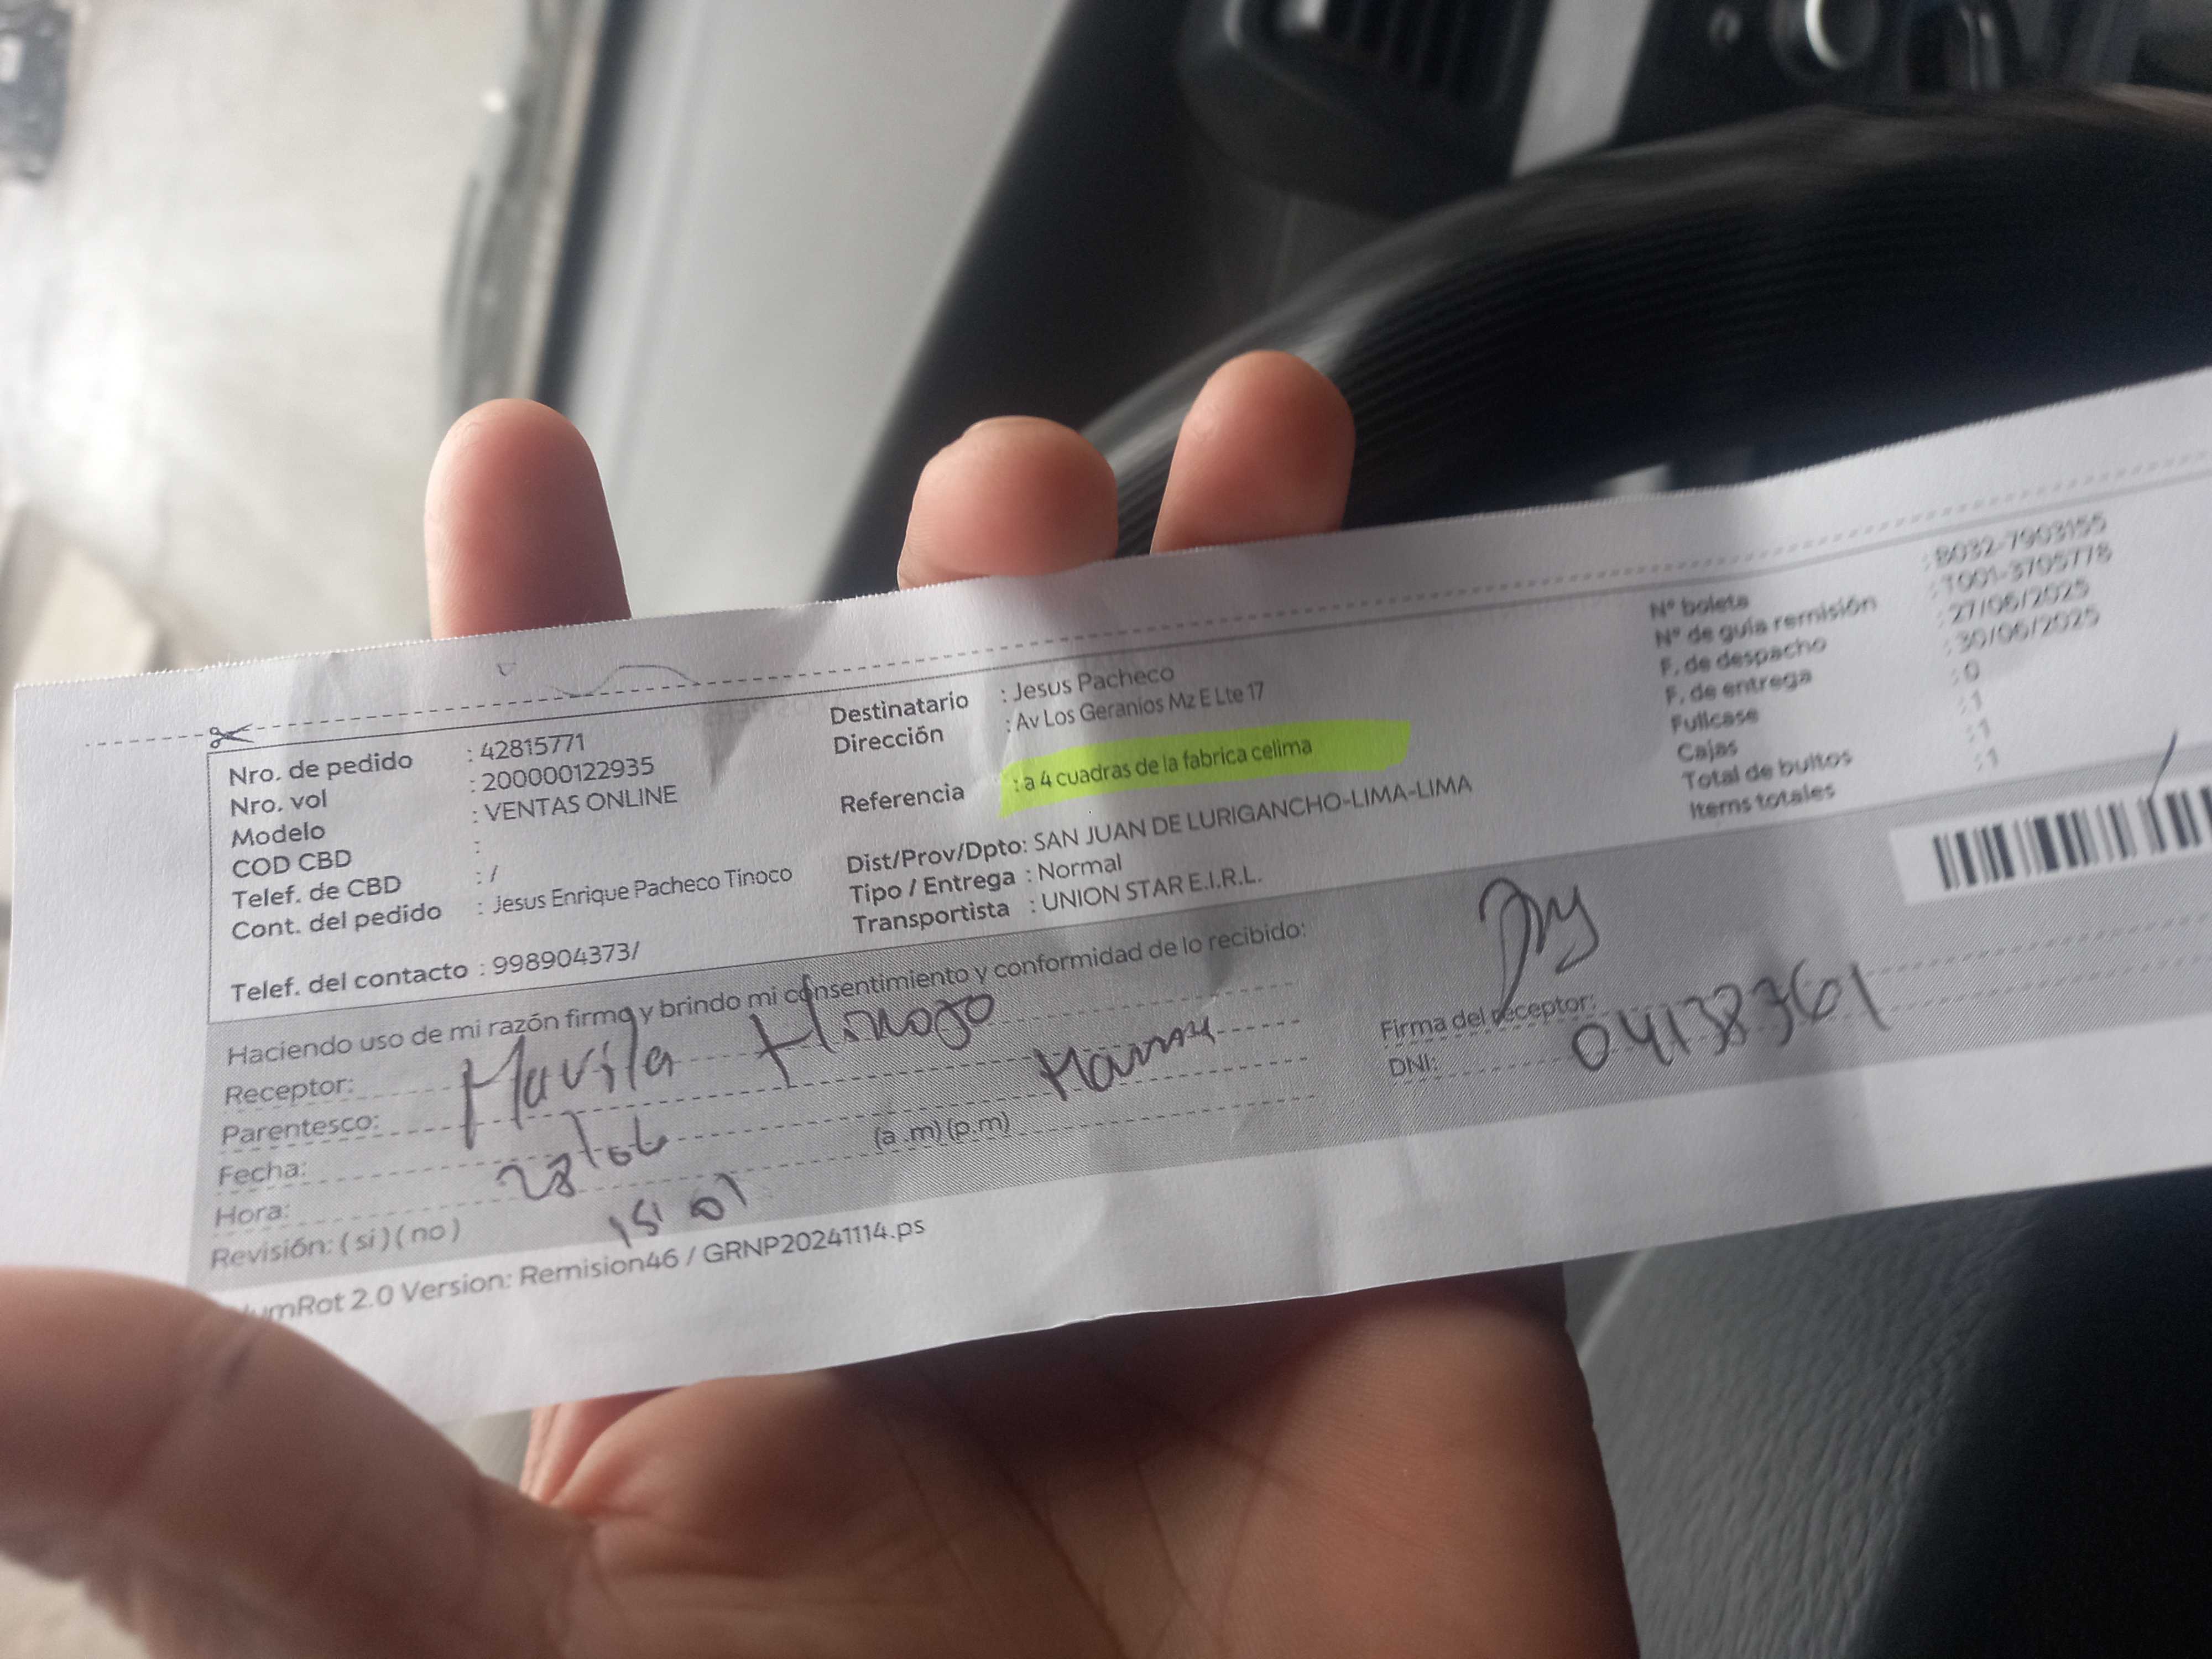 Nro. de pedido : 42815771
Nro. vol : 200000122935
Modelo : VENTAS ONLINE
COD CBD :
Telef. de CBD : /
Cont. del pedido : Jesus Enrique Pacheco Tinoco
Telef. del contacto : 998904373/
Destinatario : Jesus Pacheco
Dirección : Av Los Geranios Mz E Lte 17
Referencia : a 4 cuadras de la fabrica celima
Dist/Prov/Dpto: SAN JUAN DE LURIGANCHO-LIMA-LIMA
Tipo / Entrega : Normal
Transportista : UNION STAR E.I.R.L.
N° boleta : B032-7903155
N° de guía remisión : T001-3705778
F. de despacho : 27/06/2025
F. de entrega : 30/06/2025
Fullcase : 0
Cajas : 1
Total de bultos : 1
Items totales : 1
Haciendo uso de mi razón firmo y brindo mi consentimiento y conformidad de lo recibido:
Receptor: Mavila
Parentesco:
Fecha: 28/06
Hora: (a .m) (p.m)
Revisión: ( si ) ( no )
Firma del receptor:
DNI: 04138361
2.0 Version: Remision46 / GRNP20241114.ps